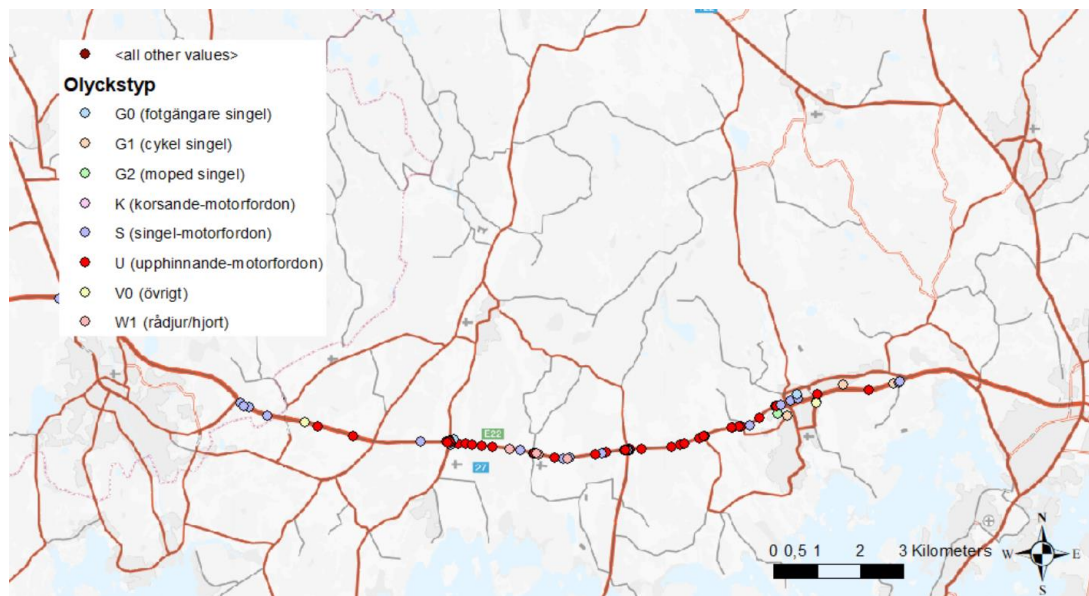 <all other values>
Olyckstyp
G0 (fotgängare singel)
G1 (cykel singel)
G2 (moped singel)
K (korsande-motorfordon)
S (singel-motorfordon)
U (upphinnande-motorfordon)
V0 (övrigt)
W1 (rådjur/hjort)
E22
27
0 0,5 1 2 3 Kilometers
N
W E
S